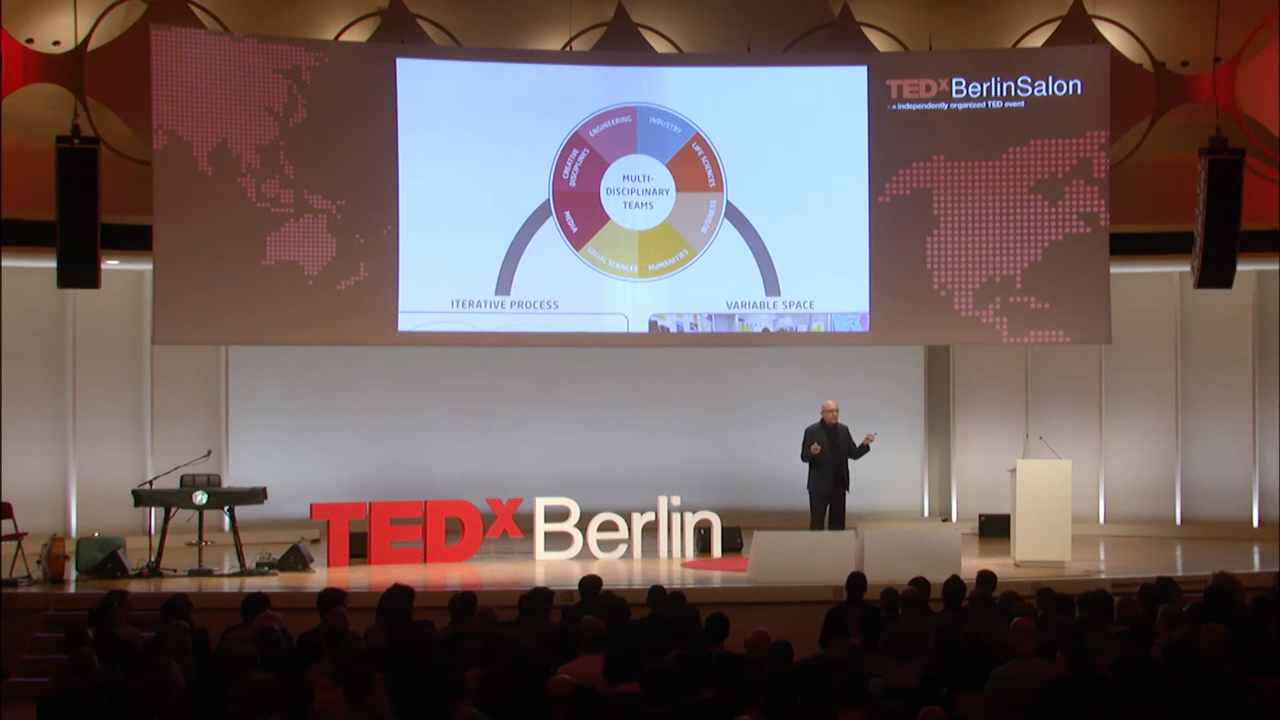 TEDxBerlinSalon
x = independently organized TED event
ENGINEERING
INDUSTRY
CREATIVE
DISCIPLINES
LIFE SCIENCES
MULTI-
DISCIPLINARY
TEAMS
MEDIA
BUSINESS
SOCIAL SCIENCES
HUMANITIES
ITERATIVE PROCESS
VARIABLE SPACE
TEDxBerlin